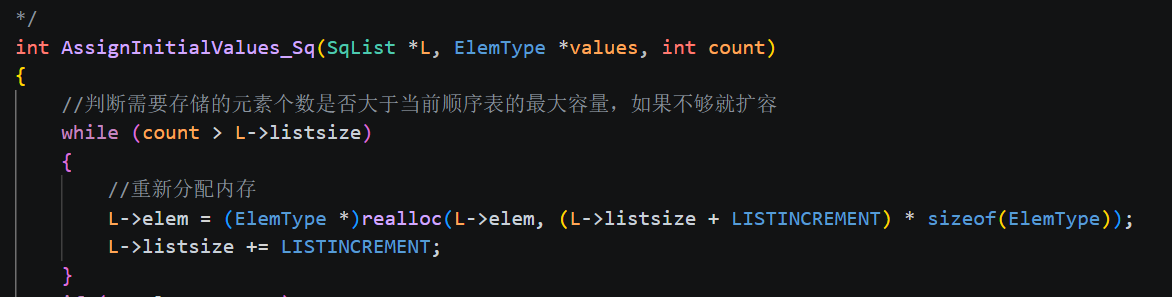 */
int AssignInitialValues_Sq(SqList *L, ElemType *values, int count)
{
//判断需要存储的元素个数是否大于当前顺序表的最大容量，如果不够就扩容
while (count > L->listsize)
{
//重新分配内存
L->elem = (ElemType *)realloc(L->elem, (L->listsize + LISTINCREMENT) * sizeof(ElemType));
L->listsize += LISTINCREMENT;
}